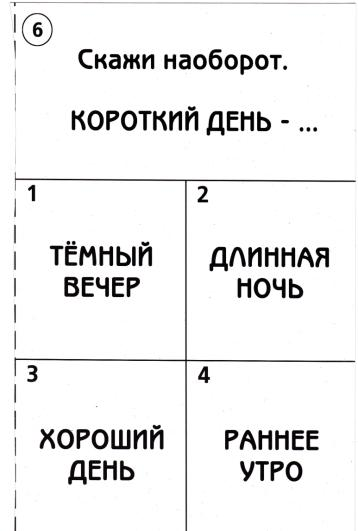 6
Скажи наоборот.
КОРОТКИЙ ДЕНЬ - ...
1
ТЁМНЫЙ
ВЕЧЕР
2
ДЛИННАЯ
НОЧЬ
3
ХОРОШИЙ
ДЕНЬ
4
РАННЕЕ
УТРО